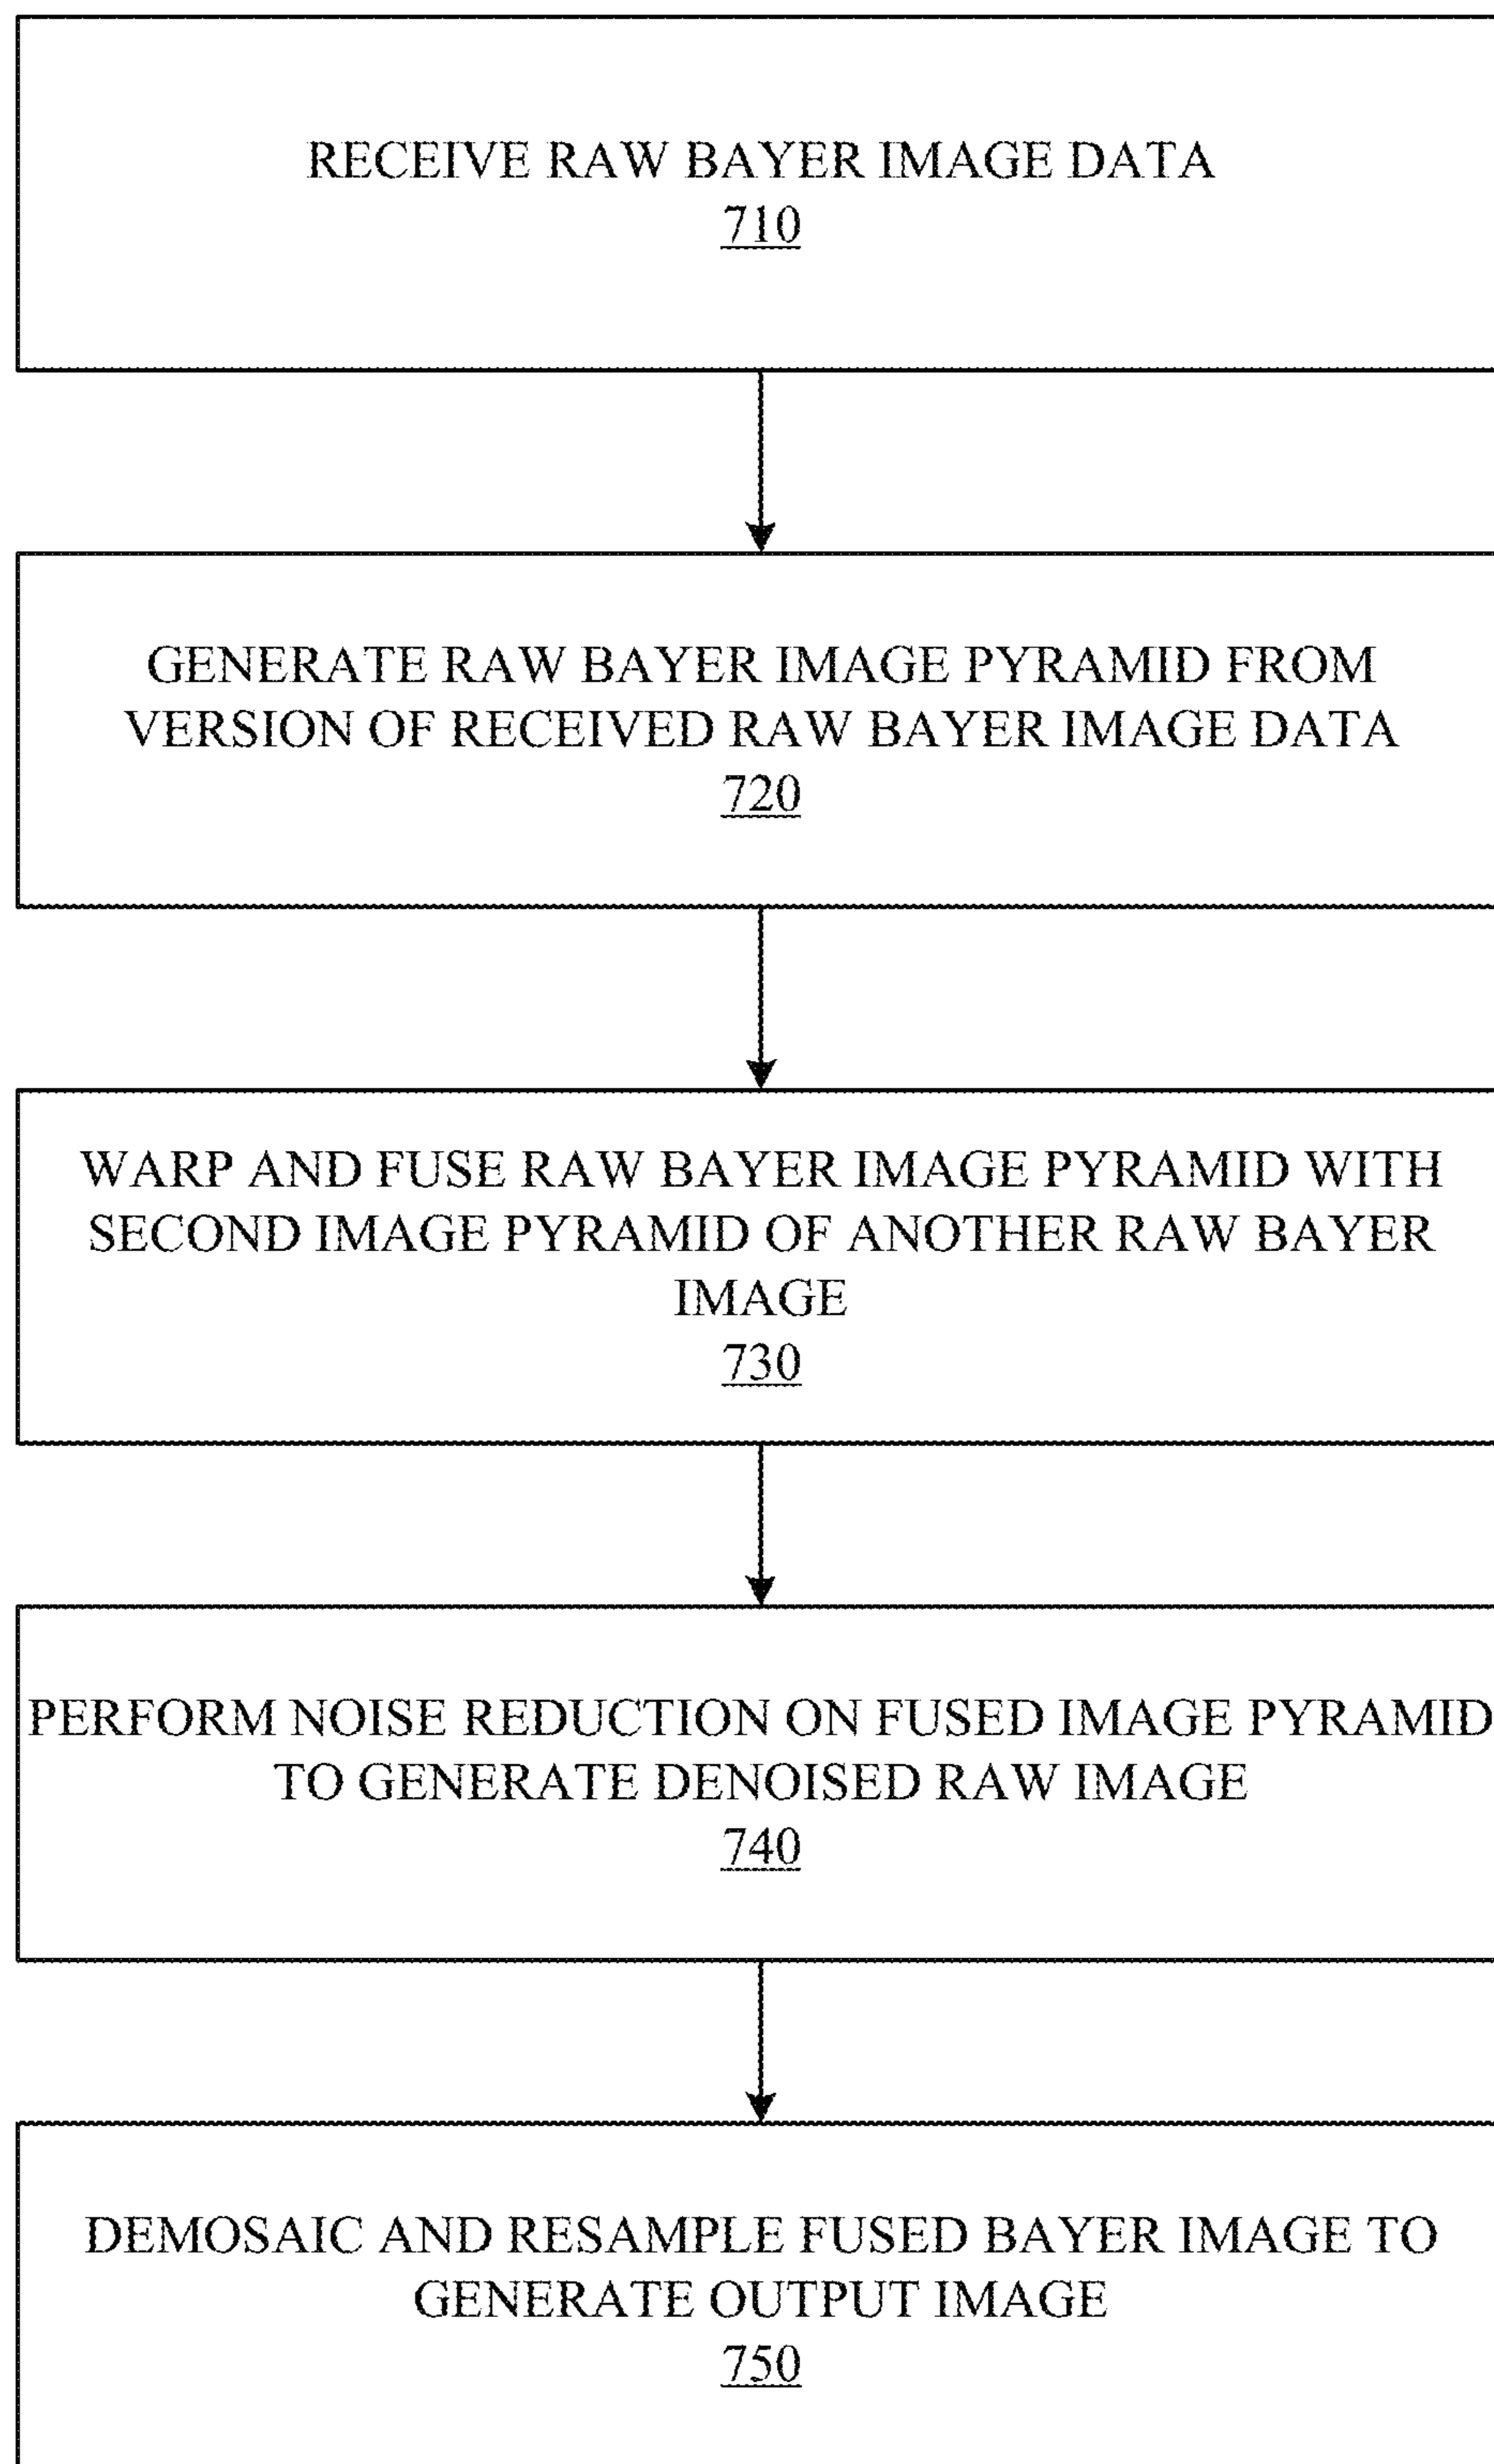 RECEIVE RAW BAYER IMAGE DATA
710
GENERATE RAW BAYER IMAGE PYRAMID FROM
VERSION OF RECEIVED RAW BAYER IMAGE DATA
720
WARP AND FUSE RAW BAYER IMAGE PYRAMID WITH
SECOND IMAGE PYRAMID OF ANOTHER RAW BAYER
IMAGE
730
PERFORM NOISE REDUCTION ON FUSED IMAGE PYRAMID
TO GENERATE DENOISED RAW IMAGE
740
DEMOSAIC AND RESAMPLE FUSED BAYER IMAGE TO
GENERATE OUTPUT IMAGE
750